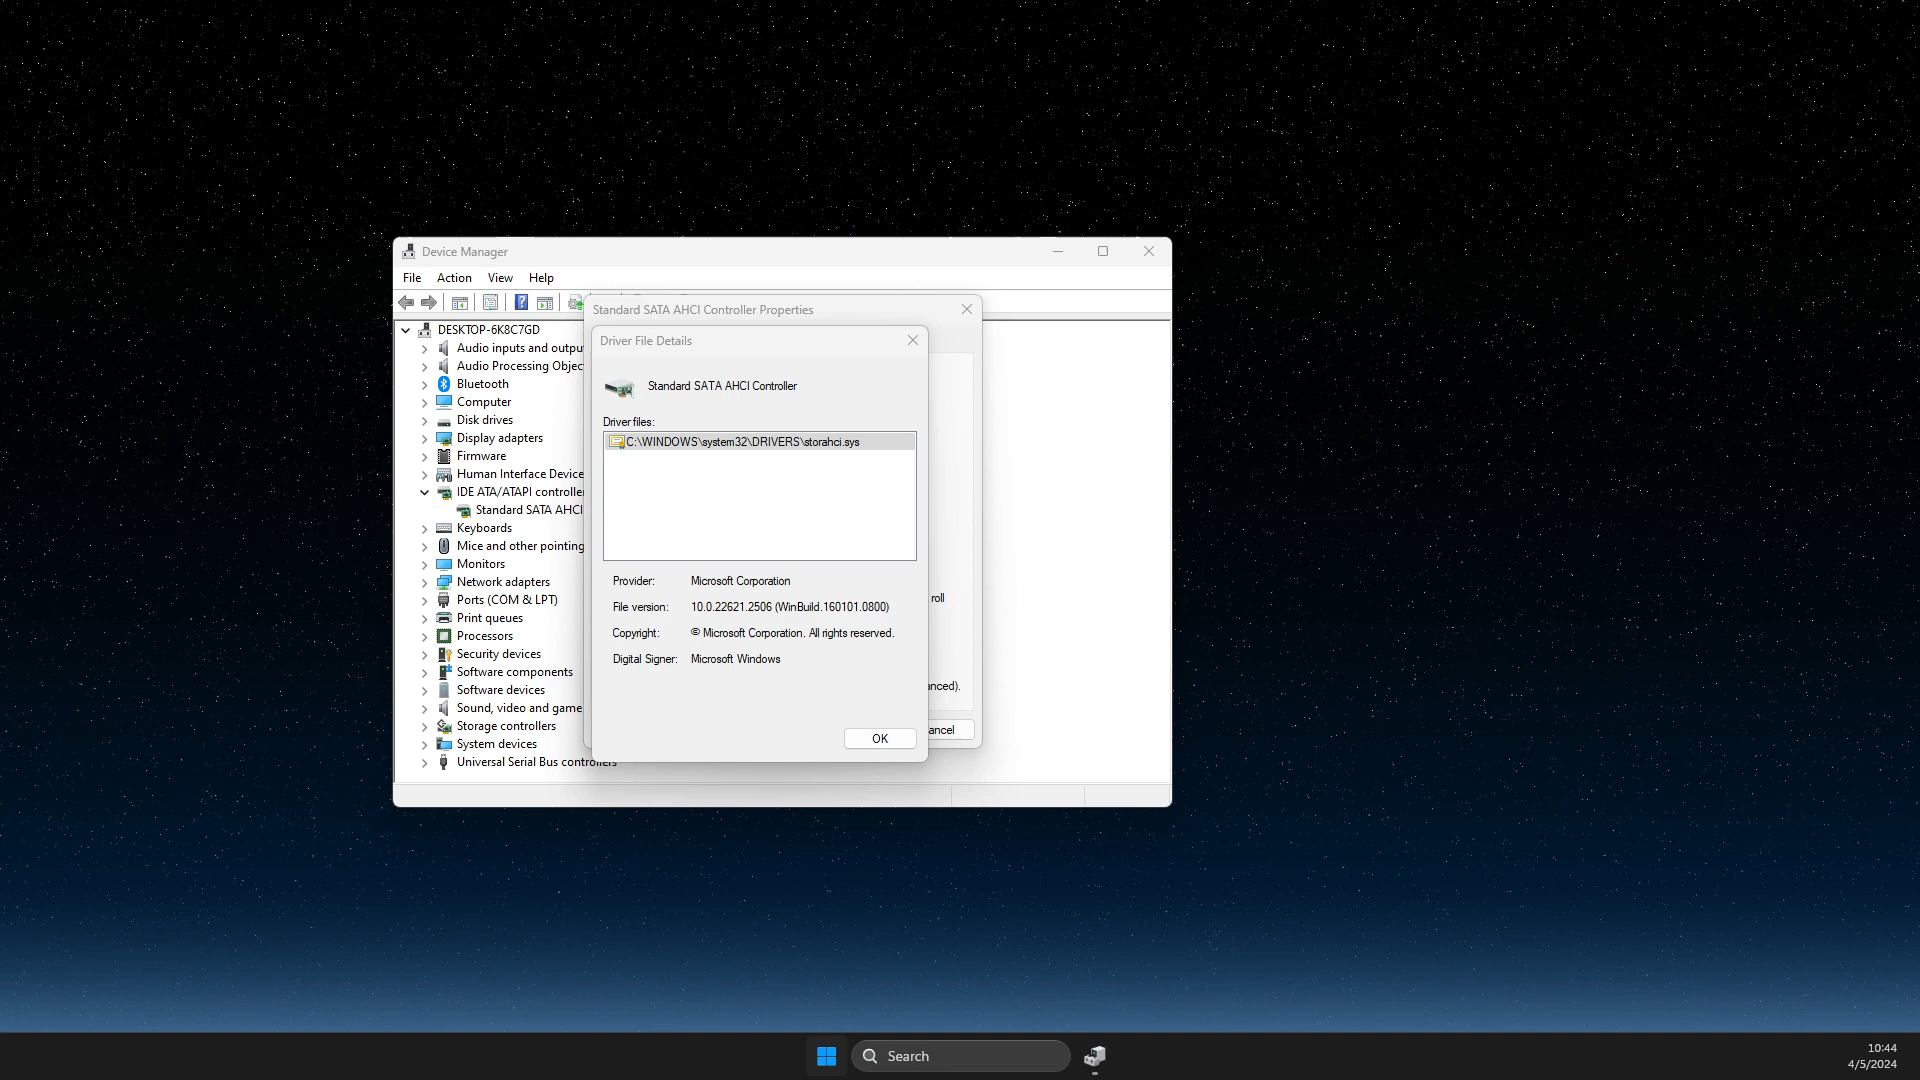 Device Manager
File Action View Help
Standard SATA AHCI Controller Properties
DESKTOP-6K8C7GD
Audio inputs and outpu
Audio Processing Objec
Bluetooth
Computer
Disk drives
Display adapters
Firmware
Human Interface Device
IDE ATA/ATAPI controlle
Standard SATA AHCI
Keyboards
Mice and other pointing
Monitors
Network adapters
Ports (COM & LPT)
Print queues
Processors
Security devices
Software components
Software devices
Sound, video and game
Storage controllers
System devices
Universal Serial Bus controllers
Driver File Details
Standard SATA AHCI Controller
Driver files:
C:\WINDOWS\system32\DRIVERS\storahci.sys
Provider: Microsoft Corporation
File version: 10.0.22621.2506 (WinBuild.160101.0800)
Copyright: © Microsoft Corporation. All rights reserved.
Digital Signer: Microsoft Windows
OK
roll
anced).
ancel
Search
10:44
4/5/2024